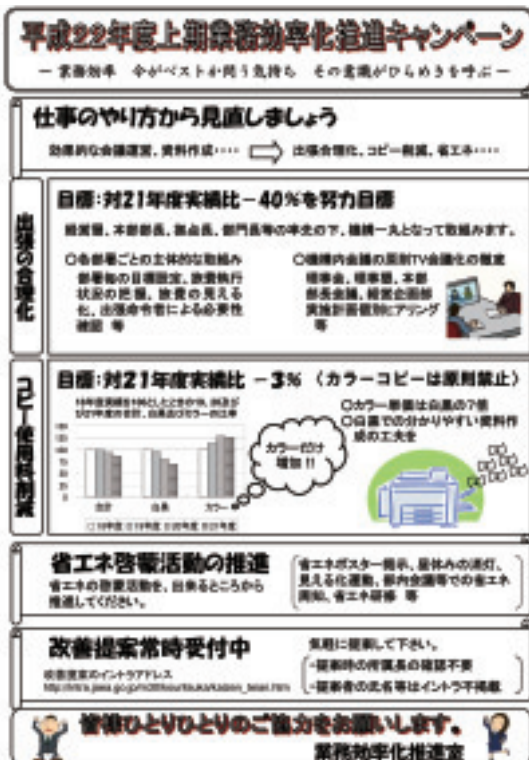 平成22年度上期業務効率化推進キャンペーン
― 業務効率 今がベストか問う気持ち その意識がひらめきを呼ぶ ―
仕事のやり方から見直しましょう
効果的な会議運営、資料作成‥‥ ⇨ 出張合理化、コピー削減、省エネ‥‥
出張の合理化
目標:対21年度実績比-40%を努力目標
経営層、本部部長、拠点長、部門長等の率先の下、機構一丸となって取組みます。
○各部署ごとの主体的な取組み
部署毎の目標設定、旅費執行
状況の把握、旅費の見える
化、出張命令者による必要性
確認 等
○機構内会議の原則TV会議化の徹底
理事会、理事懇、本部
部長会議、経営企画部
実施計画個別ヒアリング
等
コピー使用料削減
目標:対21年度実績比 -3% (カラーコピーは原則禁止)
合計 白黒 カラー
カラーだけ
増加!!
○カラー単価は白黒の7倍
○白黒での分かりやすい資料作
成の工夫を
省エネ啓蒙活動の推進
省エネの啓蒙活動を、出来るところから
推進してください。
省エネポスター掲示、昼休みの消灯、
見える化運動、部内会議等での省エネ
周知、省エネ研修 等
改善提案常時受付中
改善提案のイントラアドレス
気軽に提案して下さい。
・提案時の所属長の確認不要
・提案者の氏名等はイントラ不掲載
皆様ひとりひとりのご協力をお願いします。
業務効率化推進室